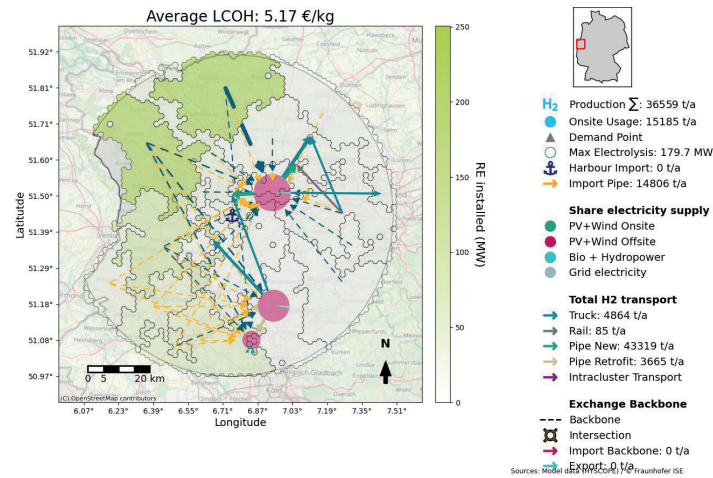 Average LCOH: 5.17 €/kg
51.92°
51.81°
51.71°
51.60°
51.50°
51.39°
51.29°
51.18°
51.08°
50.97°
Latitutde
N
0 5 20 km
(C) OpenStreetMap contributors
6.07° 6.23° 6.39° 6.55° 6.71° 6.87° 7.03° 7.19° 7.35° 7.51°
Longitude
250
200
150
100
50
0
RE installed (MW)
H₂ Production Σ: 36559 t/a
Onsite Usage: 15185 t/a
Demand Point
Max Electrolysis: 179.7 MW
Harbour Import: 0 t/a
Import Pipe: 14806 t/a
Share electricity supply
PV+Wind Onsite
PV+Wind Offsite
Bio + Hydropower
Grid electricity
Total H2 transport
Truck: 4864 t/a
Rail: 85 t/a
Pipe New: 43319 t/a
Pipe Retrofit: 3665 t/a
Intracluster Transport
Exchange Backbone
Backbone
Intersection
Import Backbone: 0 t/a
Export: 0 t/a
Sources: Model data (HYSCOPE) / © Fraunhofer ISE